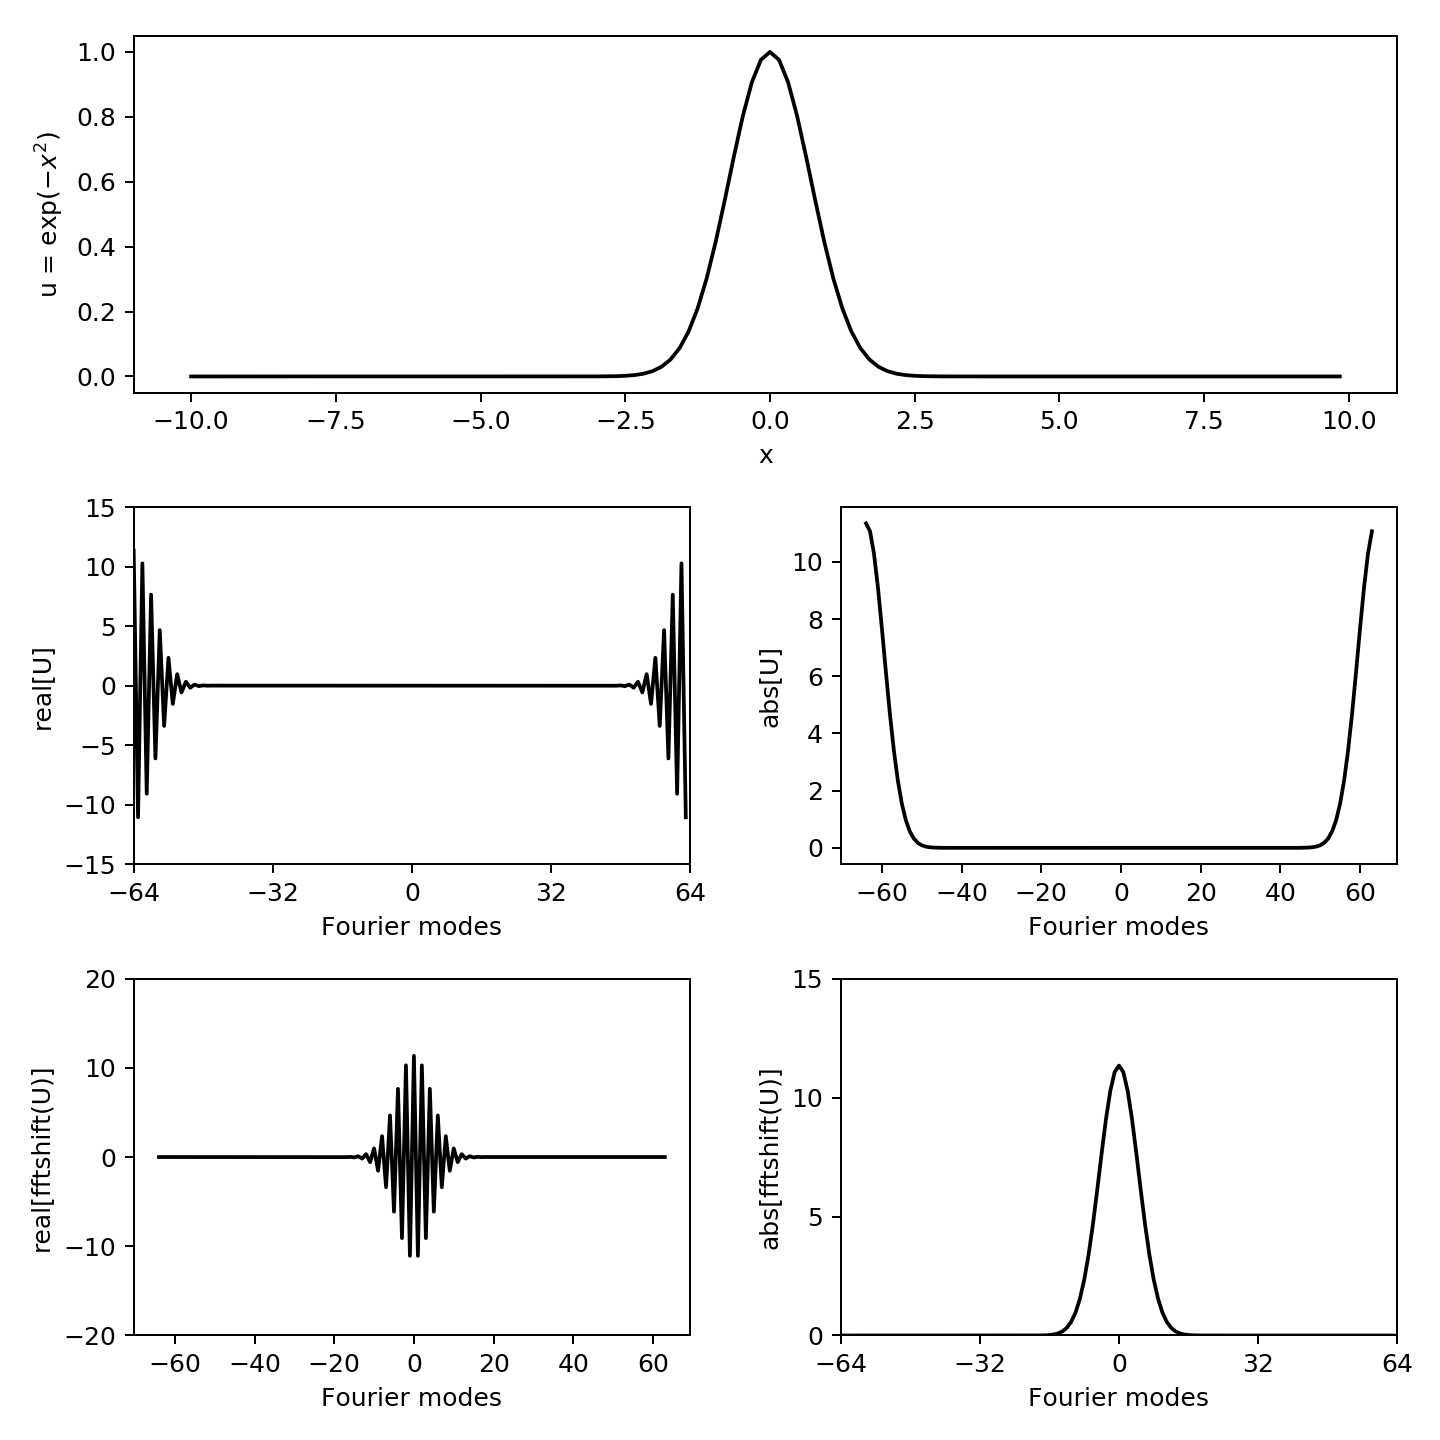 u = exp(−x²)
1.0
0.8
0.6
0.4
0.2
0.0
−10.0 −7.5 −5.0 −2.5 0.0 2.5 5.0 7.5 10.0
x
real[U]
15
10
5
0
−5
−10
−15
−64 −32 0 32 64
Fourier modes
abs[U]
10
8
6
4
2
0
−60 −40 −20 0 20 40 60
Fourier modes
real[fftshift(U)]
20
10
0
−10
−20
−60 −40 −20 0 20 40 60
Fourier modes
abs[fftshift(U)]
15
10
5
0
−64 −32 0 32 64
Fourier modes